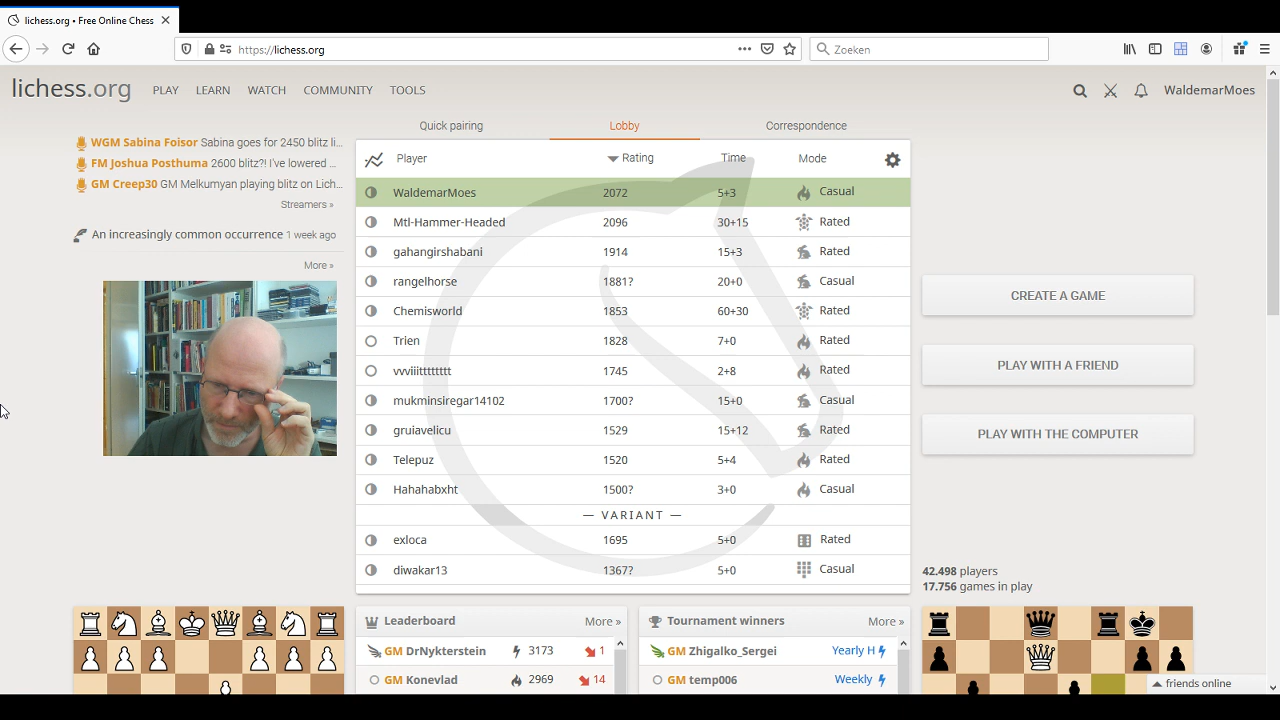 lichess.org • Free Online Chess
https://lichess.org
Zoeken
lichess.org PLAY LEARN WATCH COMMUNITY TOOLS WaldemarMoes
Quick pairing Lobby Correspondence
WGM Sabina Foisor Sabina goes for 2450 blitz li...
FM Joshua Posthuma 2600 blitz?! I've lowered ...
GM Creep30 GM Melkumyan playing blitz on Lich...
Streamers »
An increasingly common occurrence 1 week ago
More »
Player Rating Time Mode
WaldemarMoes 2072 5+3 Casual
Mtl-Hammer-Headed 2096 30+15 Rated
gahangirshabani 1914 15+3 Rated
rangelhorse 1881? 20+0 Casual
Chemisworld 1853 60+30 Rated
Trien 1828 7+0 Rated
vvviiittttttttt 1745 2+8 Rated
mukminsiregar14102 1700? 15+0 Casual
gruiavelicu 1529 15+12 Rated
Telepuz 1520 5+4 Rated
Hahahabxht 1500? 3+0 Casual
— VARIANT —
exloca 1695 5+0 Rated
diwakar13 1367? 5+0 Casual
CREATE A GAME
PLAY WITH A FRIEND
PLAY WITH THE COMPUTER
42.498 players
17.756 games in play
Leaderboard More »
GM DrNykterstein 3173 1
GM Konevlad 2969 14
Tournament winners More »
GM Zhigalko_Sergei Yearly H
GM temp006 Weekly
friends online